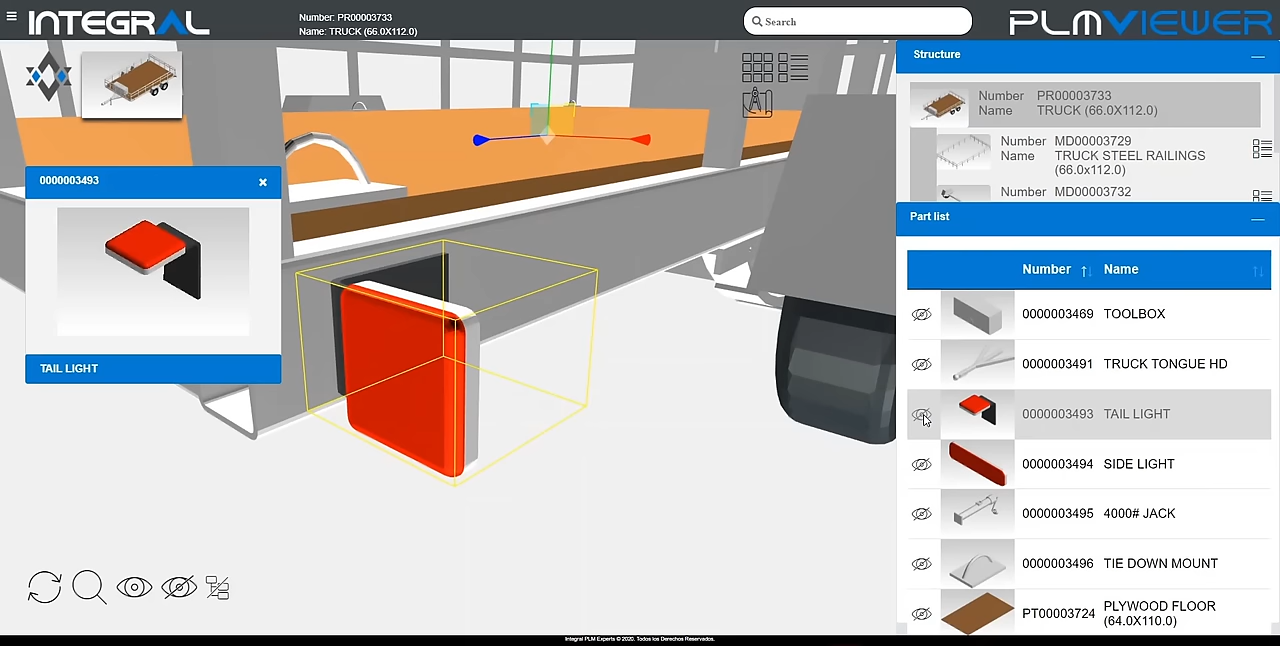 INTEGRAL
Number: PR00003733
Name: TRUCK (66.0X112.0)
Search
PLMVIEWER
Structure
Number PR00003733
Name TRUCK (66.0X112.0)
Number MD00003729
Name TRUCK STEEL RAILINGS
(66.0x112.0)
Number MD00003732
0000003493
TAIL LIGHT
Part list
Number Name
0000003469 TOOLBOX
0000003491 TRUCK TONGUE HD
0000003493 TAIL LIGHT
0000003494 SIDE LIGHT
0000003495 4000# JACK
0000003496 TIE DOWN MOUNT
PT00003724 PLYWOOD FLOOR
(64.0X110.0)
Integral PLM Experts © 2020. Todos los Derechos Reservados.